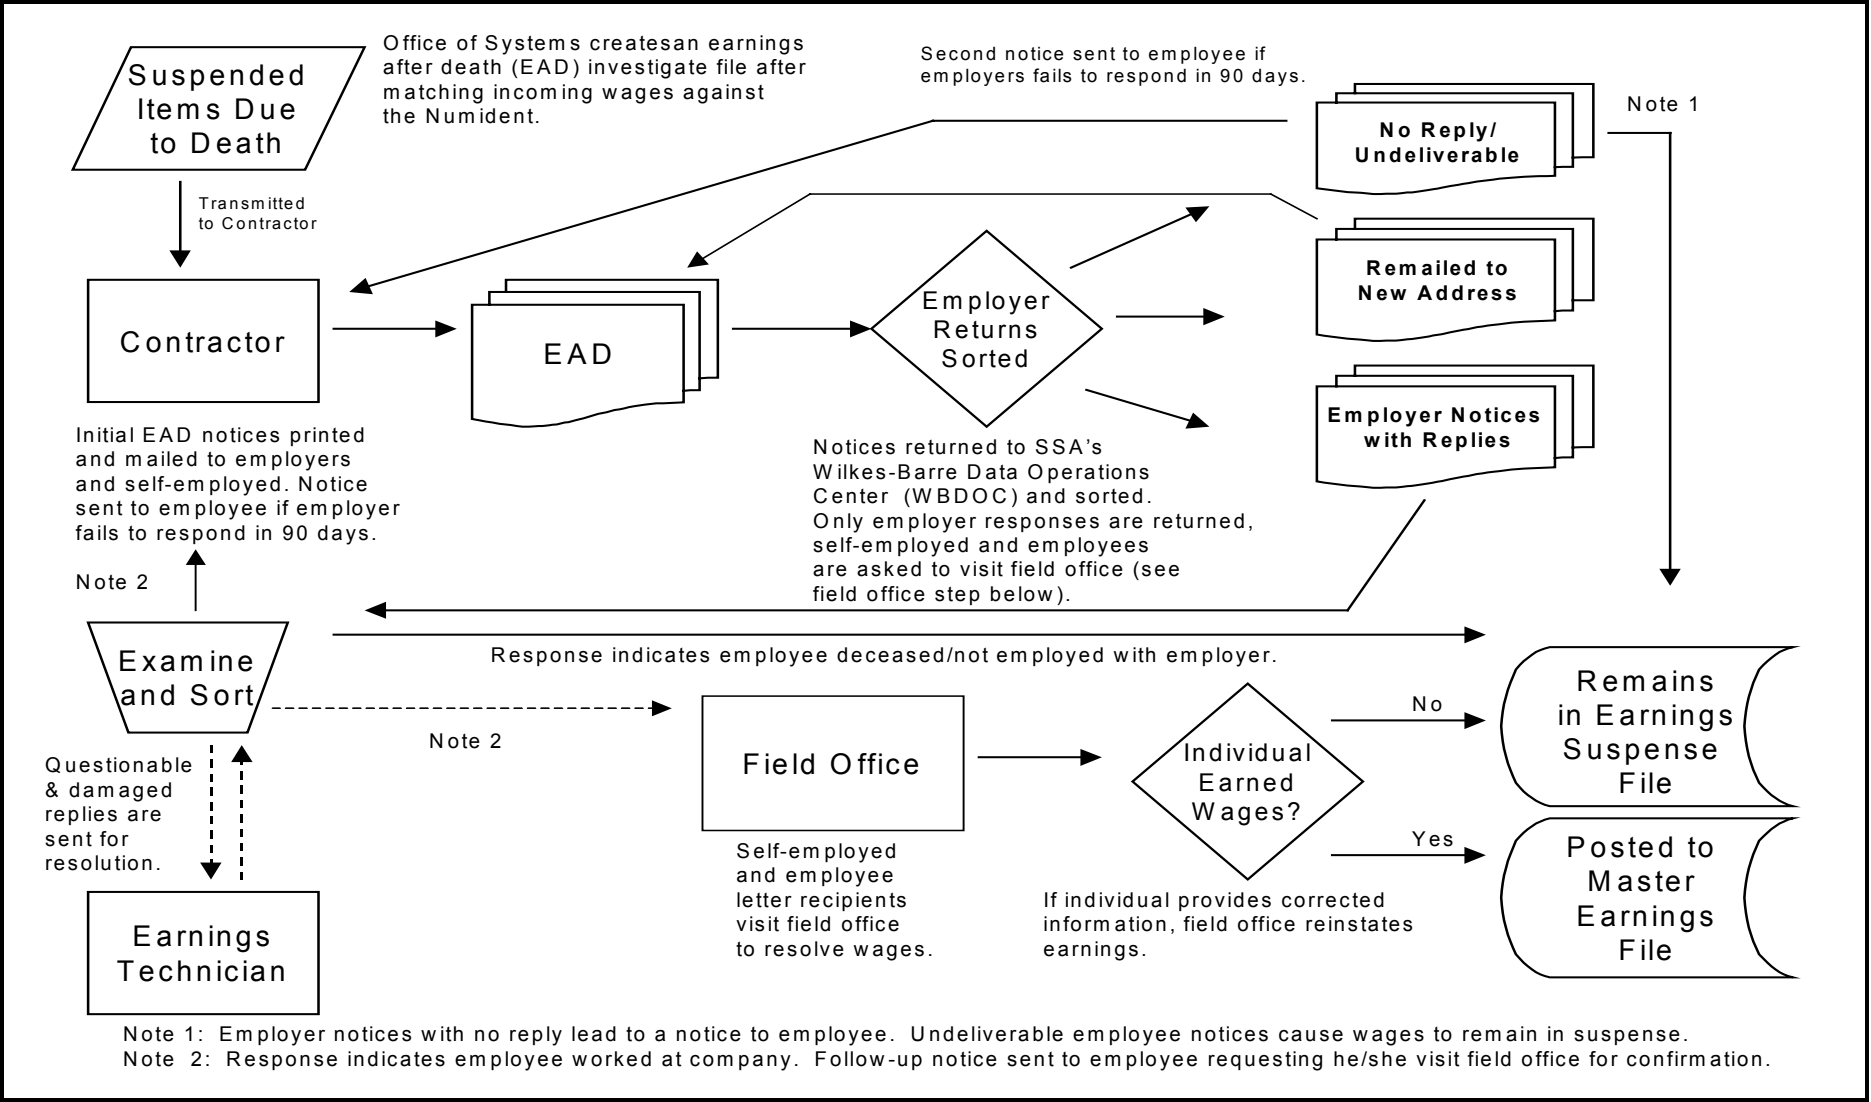 Suspended
Items Due
to Death
Office of Systems createsan earnings
after death (EAD) investigate file after
matching incoming wages against
the Numident.
Second notice sent to employee if
employers fails to respond in 90 days.
No Reply/
Undeliverable
Note 1
Transmitted
to Contractor
Contractor
EAD
Employer
Returns
Sorted
Remailed to
New Address
Employer Notices
with Replies
Initial EAD notices printed
and mailed to employers
and self-employed. Notice
sent to employee if employer
fails to respond in 90 days.
Notices returned to SSA's
Wilkes-Barre Data Operations
Center (WBDOC) and sorted.
Only employer responses are returned,
self-employed and employees
are asked to visit field office (see
field office step below).
Note 2
Examine
and Sort
Response indicates employee deceased/not employed with employer.
Note 2
Questionable
& damaged
replies are
sent for
resolution.
Earnings
Technician
Field Office
Self-employed
and employee
letter recipients
visit field office
to resolve wages.
Individual
Earned
Wages?
If individual provides corrected
information, field office reinstates
earnings.
No
Yes
Remains
in Earnings
Suspense
File
Posted to
Master
Earnings
File
Note 1: Employer notices with no reply lead to a notice to employee. Undeliverable employee notices cause wages to remain in suspense.
Note 2: Response indicates employee worked at company. Follow-up notice sent to employee requesting he/she visit field office for confirmation.